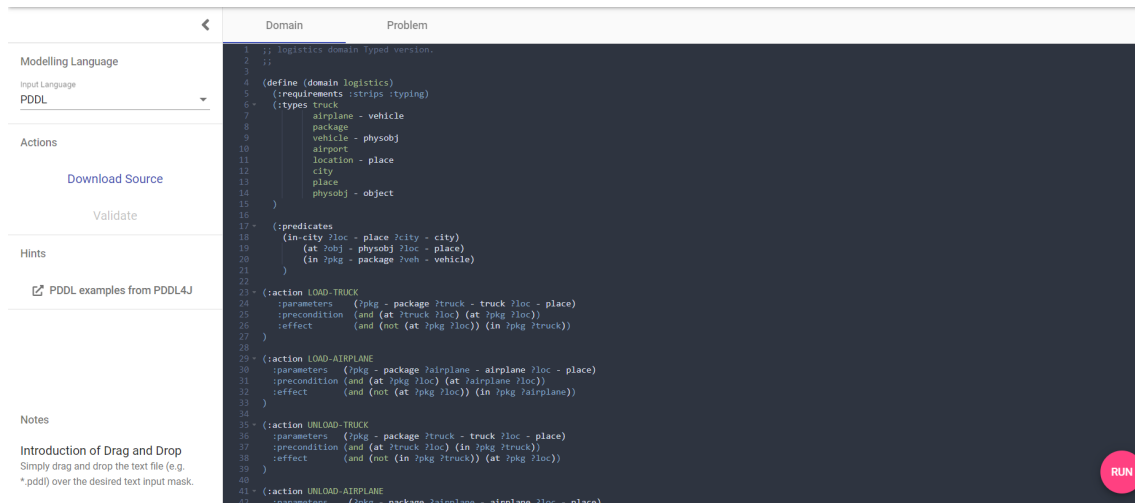 Domain
Problem
Modelling Language
Input Language
PDDL
Actions
Download Source
Validate
Hints
PDDL examples from PDDL4J
Notes
Introduction of Drag and Drop
Simply drag and drop the text file (e.g.
*.pddl) over the desired text input mask.
1 ;; logistics domain Typed version.
2 ;;
3
4 (define (domain logistics)
5 (:requirements :strips :typing)
6 (:types truck
7 airplane - vehicle
8 package
9 vehicle - physobj
10 airport
11 location - place
12 city
13 place
14 physobj - object
15 )
16
17 (:predicates
18 (in-city ?loc - place ?city - city)
19 (at ?obj - physobj ?loc - place)
20 (in ?pkg - package ?veh - vehicle)
21 )
22
23 (:action LOAD-TRUCK
24 :parameters (?pkg - package ?truck - truck ?loc - place)
25 :precondition (and (at ?truck ?loc) (at ?pkg ?loc))
26 :effect (and (not (at ?pkg ?loc)) (in ?pkg ?truck))
27 )
28
29 (:action LOAD-AIRPLANE
30 :parameters (?pkg - package ?airplane - airplane ?loc - place)
31 :precondition (and (at ?pkg ?loc) (at ?airplane ?loc))
32 :effect (and (not (at ?pkg ?loc)) (in ?pkg ?airplane))
33 )
34
35 (:action UNLOAD-TRUCK
36 :parameters (?pkg - package ?truck - truck ?loc - place)
37 :precondition (and (at ?truck ?loc) (in ?pkg ?truck))
38 :effect (and (not (in ?pkg ?truck)) (at ?pkg ?loc))
39 )
40
41 (:action UNLOAD-AIRPLANE
42 :parameters (?pkg - package ?airplane - airplane ?loc - place)
RUN